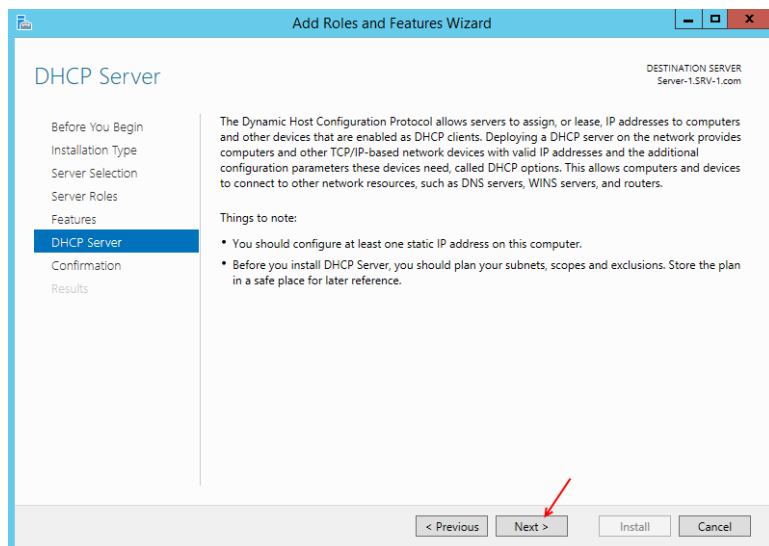 Add Roles and Features Wizard
DHCP Server
DESTINATION SERVER
Server-1.SRV-1.com
Before You Begin
Installation Type
Server Selection
Server Roles
Features
DHCP Server
Confirmation
Results
The Dynamic Host Configuration Protocol allows servers to assign, or lease, IP addresses to computers
and other devices that are enabled as DHCP clients. Deploying a DHCP server on the network provides
computers and other TCP/IP-based network devices with valid IP addresses and the additional
configuration parameters these devices need, called DHCP options. This allows computers and devices
to connect to other network resources, such as DNS servers, WINS servers, and routers.
Things to note:
• You should configure at least one static IP address on this computer.
• Before you install DHCP Server, you should plan your subnets, scopes and exclusions. Store the plan
in a safe place for later reference.
< Previous
Next >
Install
Cancel